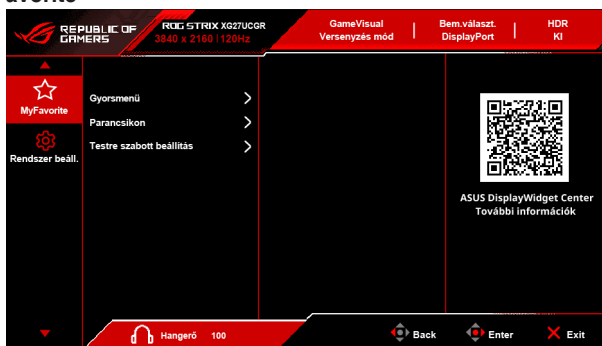 avorite
REPUBLIC OF GAMERS
ROG STRIX XG27UCGR
3840 x 2160 | 120Hz
GameVisual
Versenyzés mód
Bem.választ.
DisplayPort
HDR
KI
MyFavorite
Rendszer beáll.
Gyorsmenü
Parancsikon
Testre szabott beállítás
ASUS DisplayWidget Center
További információk
Hangerő 100
Back
Enter
Exit